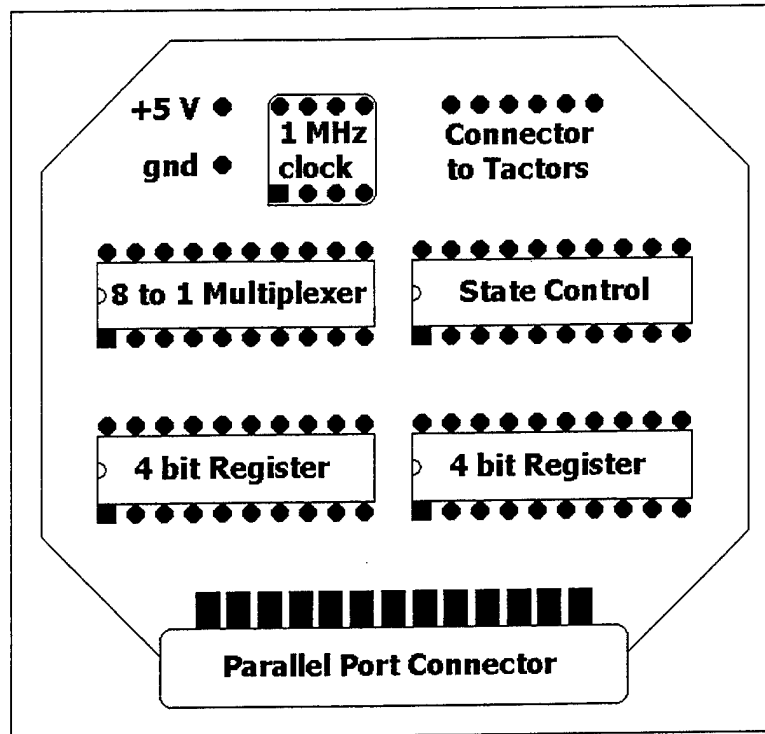 +5 V
gnd
1 MHz
clock
Connector
to Tactors
8 to 1 Multiplexer
State Control
4 bit Register
4 bit Register
Parallel Port Connector